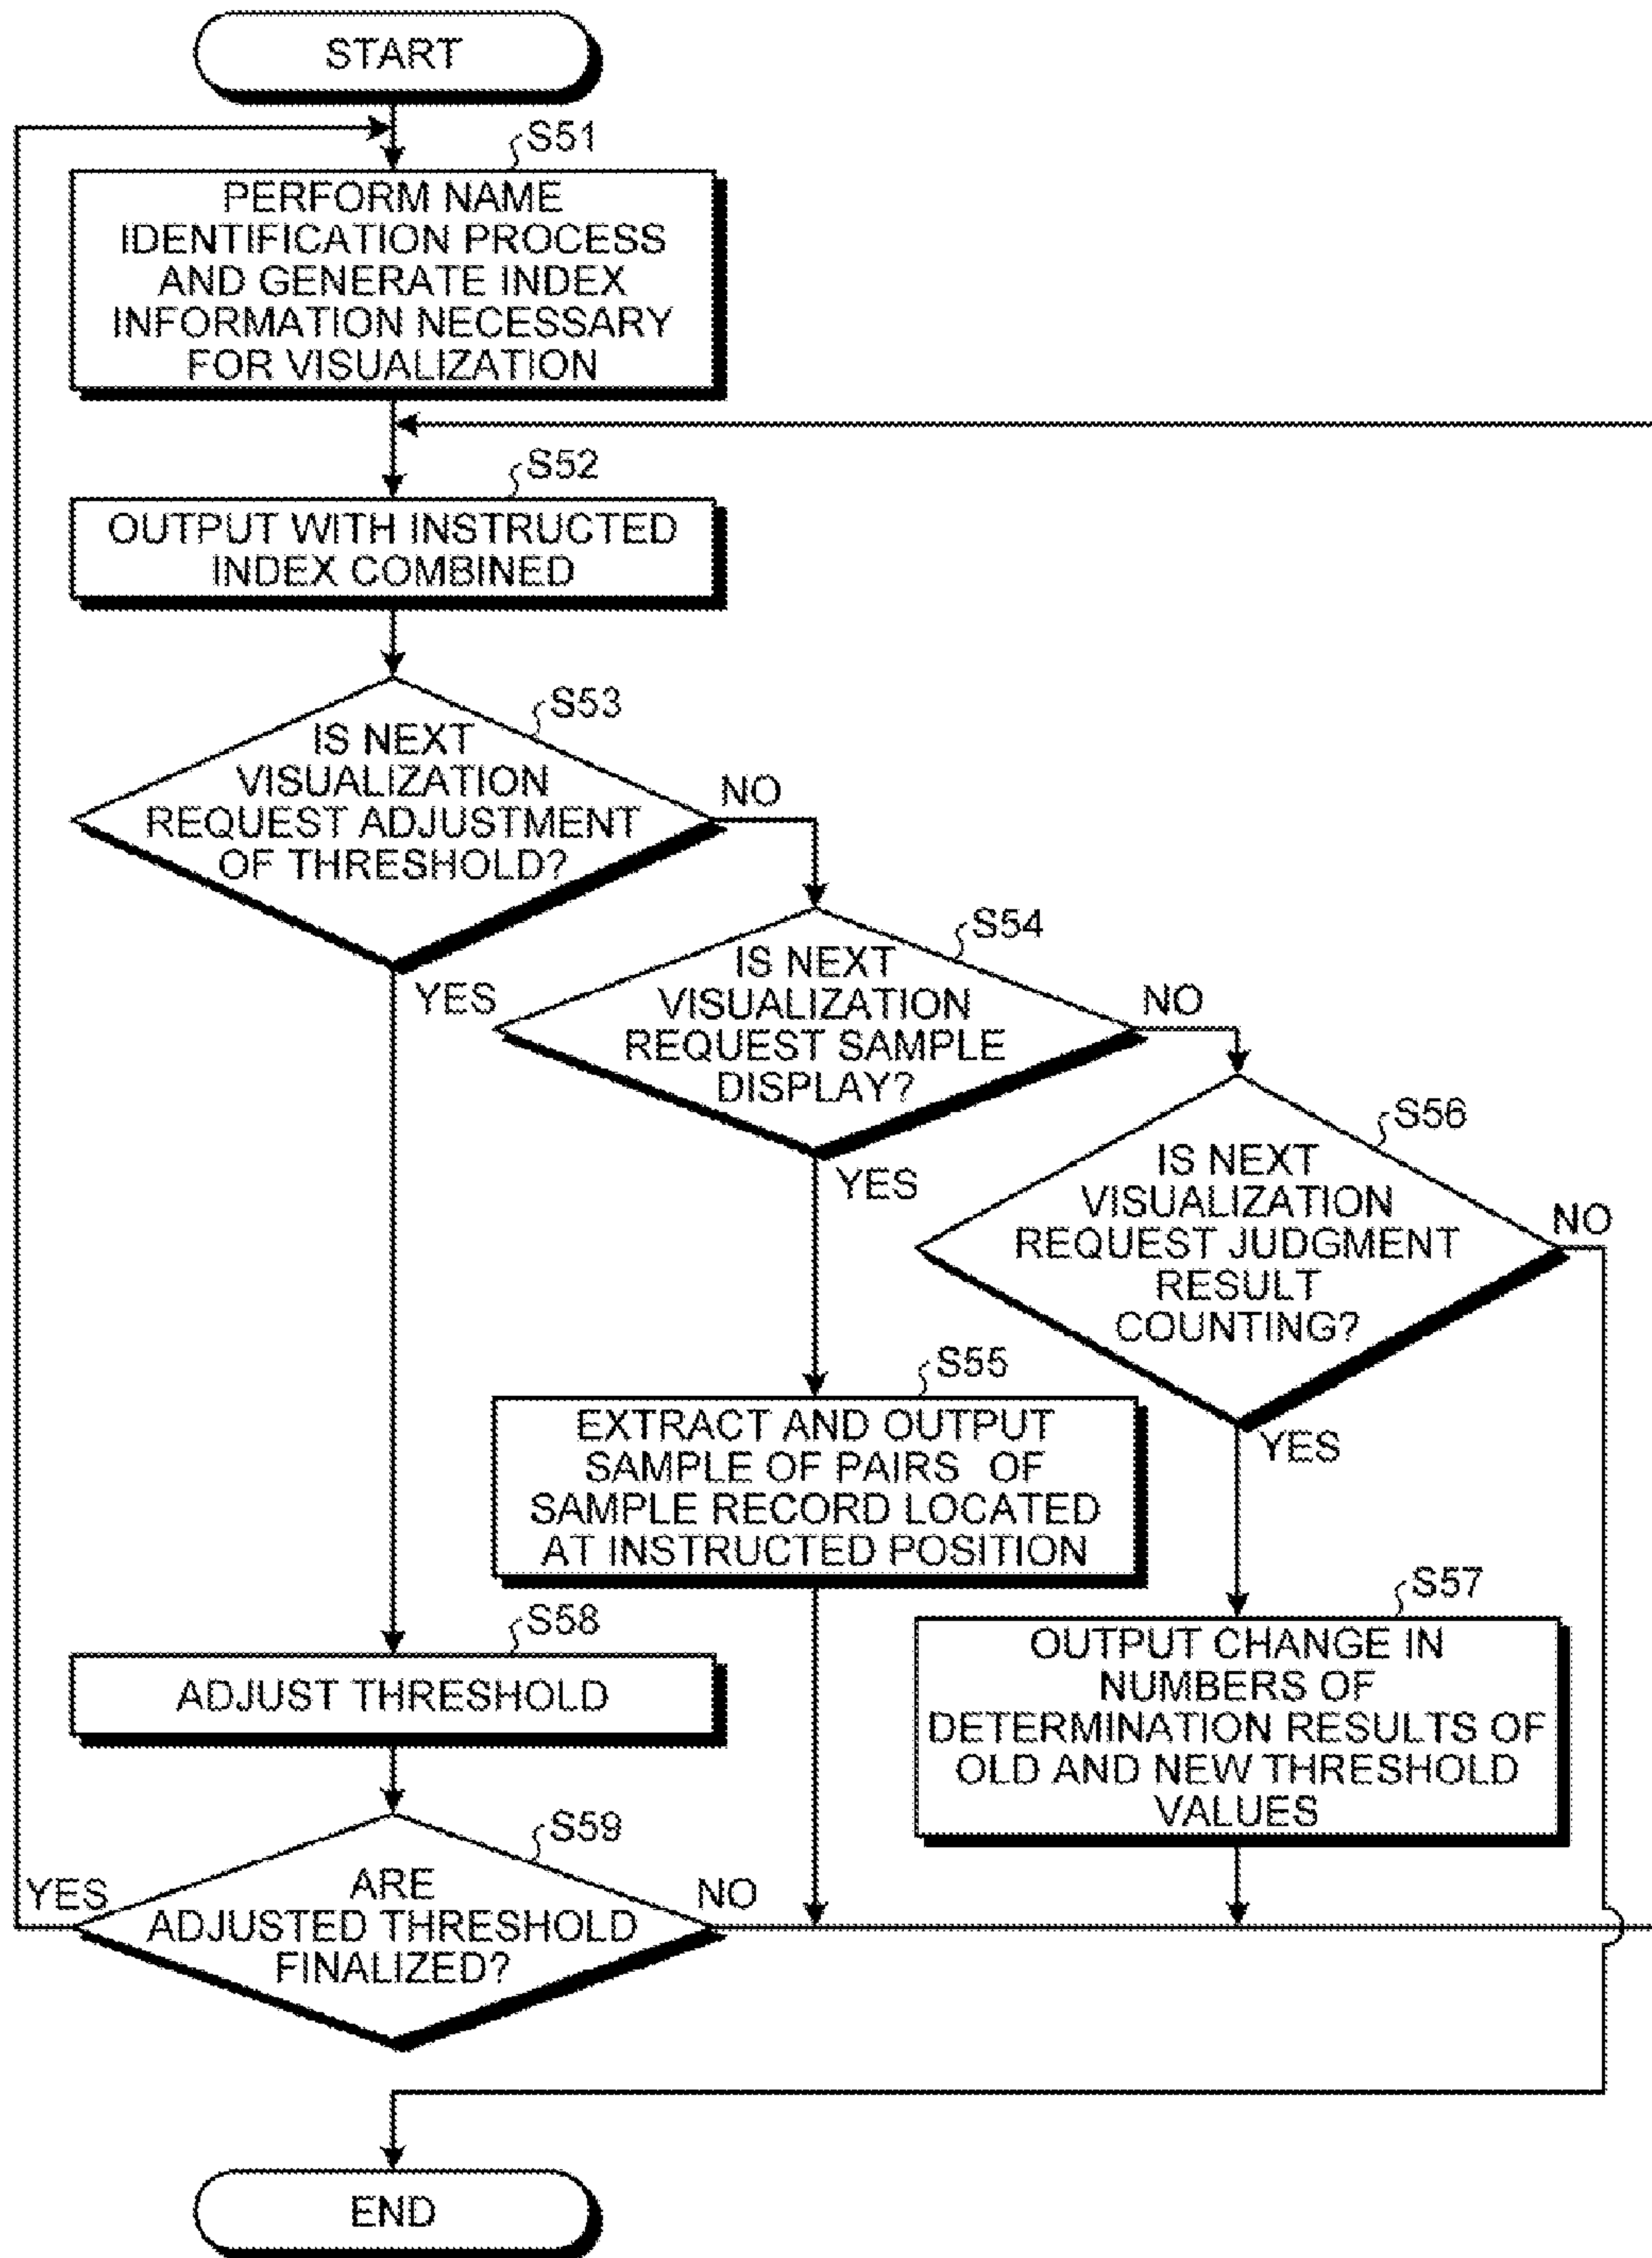 START
S51
PERFORM NAME
IDENTIFICATION PROCESS
AND GENERATE INDEX
INFORMATION NECESSARY
FOR VISUALIZATION
S52
OUTPUT WITH INSTRUCTED
INDEX COMBINED
S53
IS NEXT
VISUALIZATION
REQUEST ADJUSTMENT
OF THRESHOLD?
NO
YES
S54
IS NEXT
VISUALIZATION
REQUEST SAMPLE
DISPLAY?
NO
YES
S56
IS NEXT
VISUALIZATION
REQUEST JUDGMENT
RESULT
COUNTING?
NO
YES
S55
EXTRACT AND OUTPUT
SAMPLE OF PAIRS OF
SAMPLE RECORD LOCATED
AT INSTRUCTED POSITION
S57
OUTPUT CHANGE IN
NUMBERS OF
DETERMINATION RESULTS OF
OLD AND NEW THRESHOLD
VALUES
S58
ADJUST THRESHOLD
S59
ARE
ADJUSTED THRESHOLD
FINALIZED?
YES
NO
END